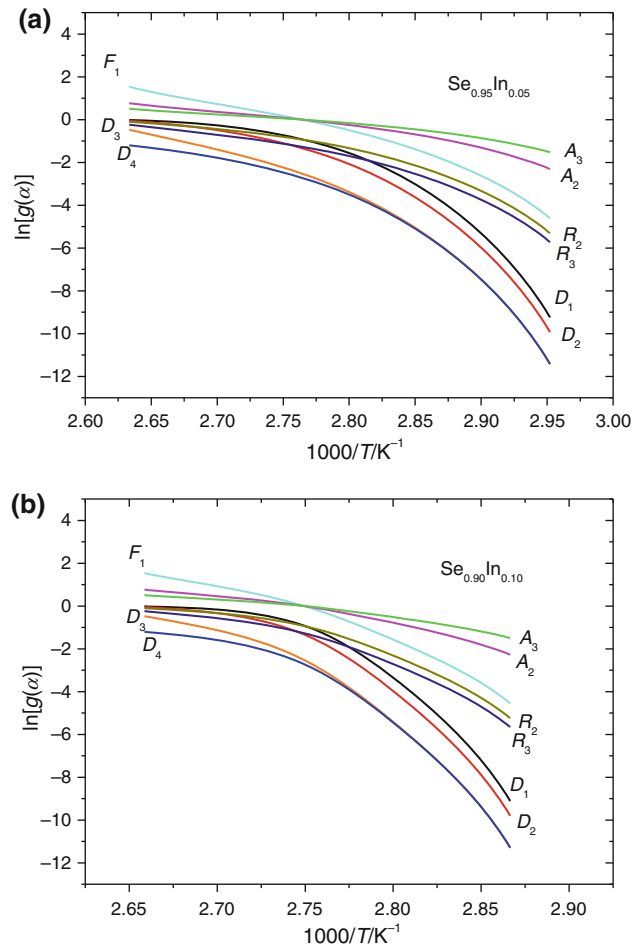 (a)
Se0.95In0.05
F1
D3
D4
A3
A2
R2
R3
D1
D2
ln[g(α)]
4
2
0
−2
−4
−6
−8
−10
−12
2.60 2.65 2.70 2.75 2.80 2.85 2.90 2.95 3.00
1000/T/K−1
(b)
Se0.90In0.10
F1
D3
D4
A3
A2
R2
R3
D1
D2
ln[g(α)]
4
2
0
−2
−4
−6
−8
−10
−12
2.65 2.70 2.75 2.80 2.85 2.90
1000/T/K−1